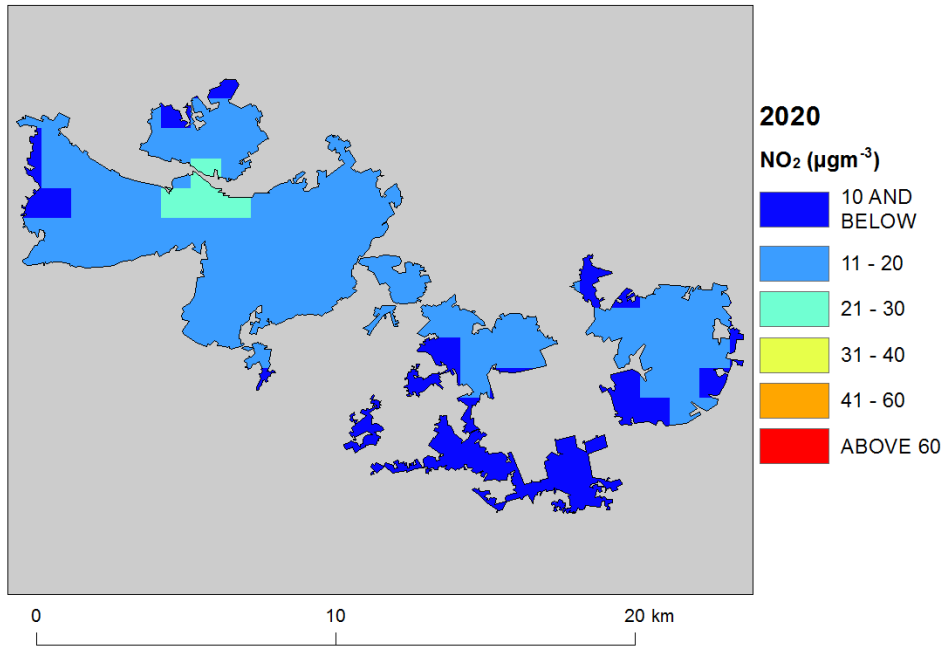 2020
NO₂ (µgm⁻³)
10 AND
BELOW
11 - 20
21 - 30
31 - 40
41 - 60
ABOVE 60
0 10 20 km